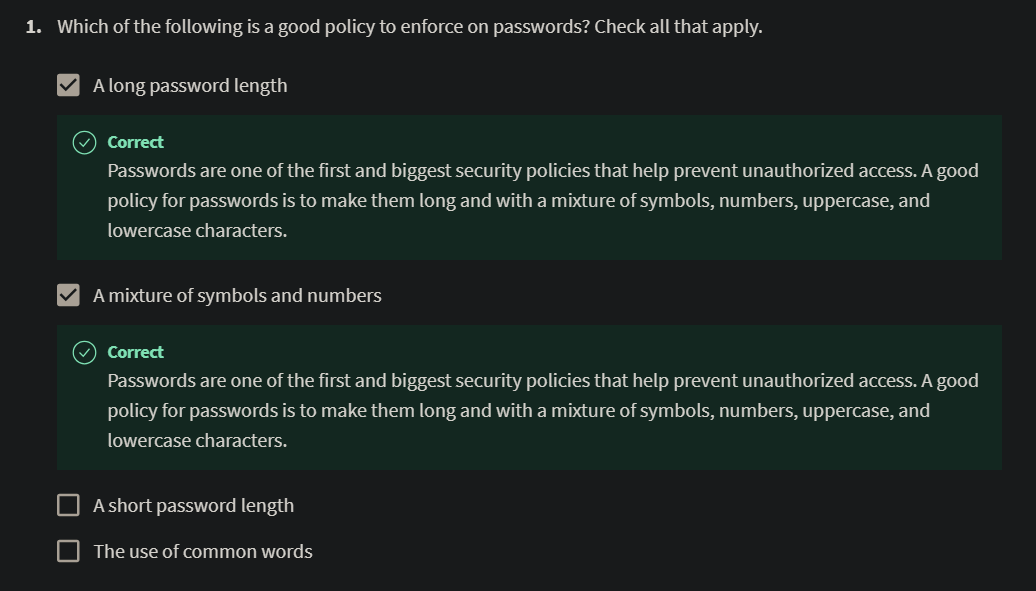 1. Which of the following is a good policy to enforce on passwords? Check all that apply.
A long password length
Correct
Passwords are one of the first and biggest security policies that help prevent unauthorized access. A good
policy for passwords is to make them long and with a mixture of symbols, numbers, uppercase, and
lowercase characters.
A mixture of symbols and numbers
Correct
Passwords are one of the first and biggest security policies that help prevent unauthorized access. A good
policy for passwords is to make them long and with a mixture of symbols, numbers, uppercase, and
lowercase characters.
A short password length
The use of common words